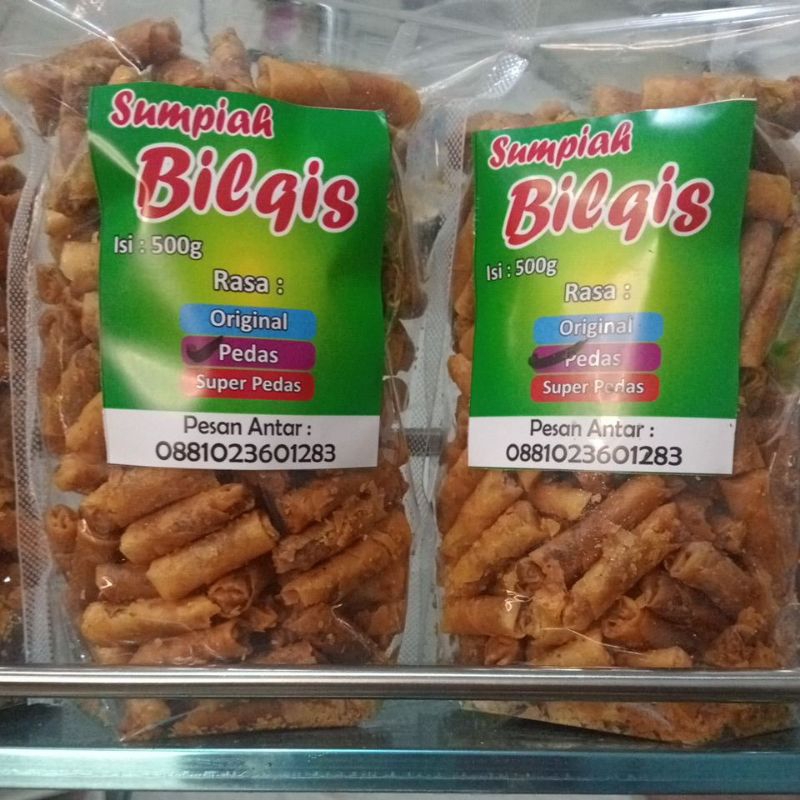 Sumpiah
Bilqis
Isi : 500g
Rasa :
Original
Pedas
Super Pedas
Pesan Antar :
0881023601283
Sumpiah
Bilqis
Isi : 500g
Rasa :
Original
Pedas
Super Pedas
Pesan Antar :
0881023601283